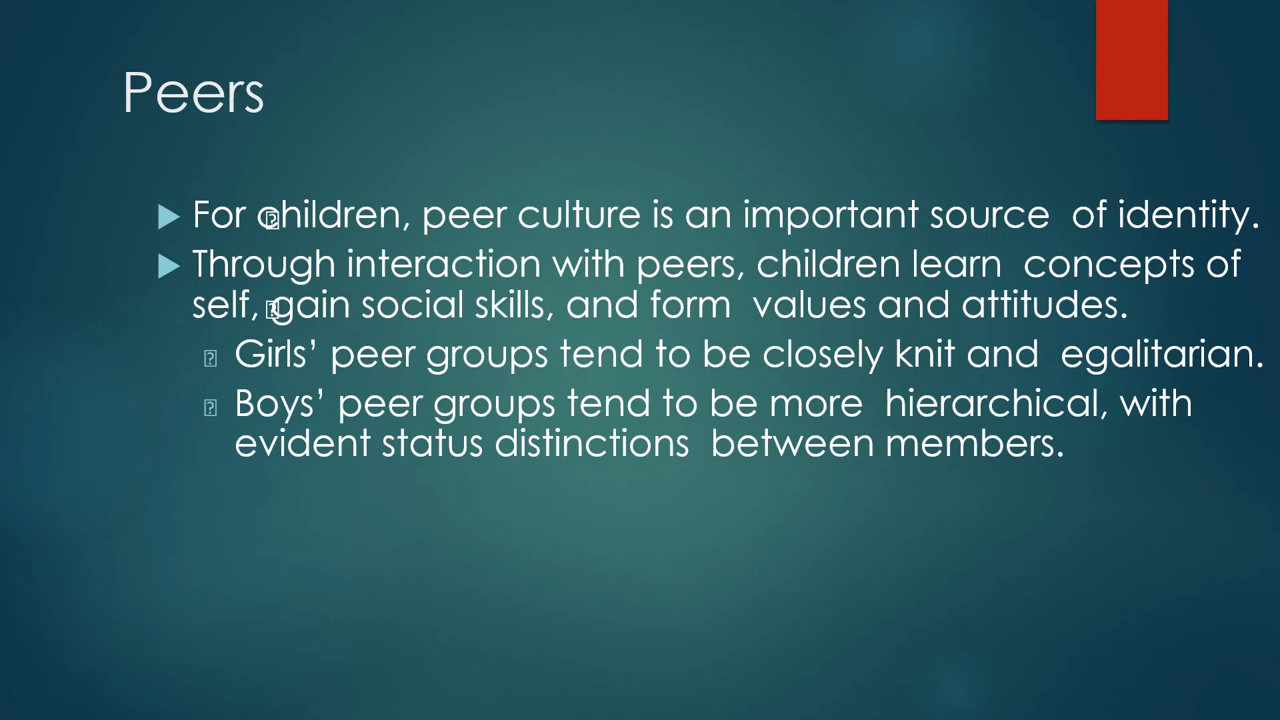 Peers
For children, peer culture is an important source of identity.
Through interaction with peers, children learn concepts of
self, gain social skills, and form values and attitudes.
Girls’ peer groups tend to be closely knit and egalitarian.
Boys’ peer groups tend to be more hierarchical, with
evident status distinctions between members.